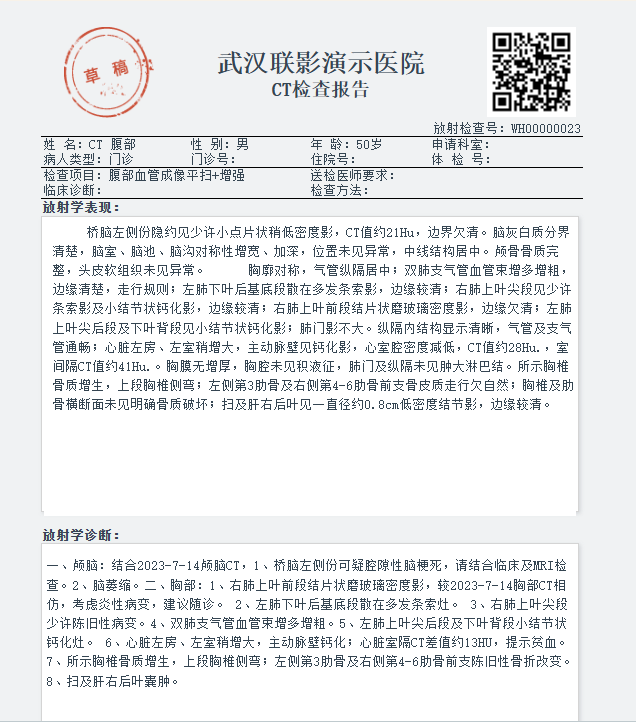 草稿
武汉联影演示医院
CT检查报告
放射检查号：WH00000023
姓 名：CT 腹部 性 别：男 年 龄：50岁 申请科室：
病人类型：门诊 门诊号： 住院号： 体 检 号：
检查项目：腹部血管成像平扫+增强 送检医师要求：
临床诊断： 检查方法：
放射学表现：
桥脑左侧份隐约见少许小点片状稍低密度影，CT值约21Hu，边界欠清。脑灰白质分界
清楚，脑室、脑池、脑沟对称性增宽、加深，位置未见异常，中线结构居中。颅骨骨质完
整，头皮软组织未见异常。 胸廓对称，气管纵隔居中；双肺支气管血管束增多增粗，
边缘清楚，走行规则；左肺下叶后基底段散在多发条索影，边缘较清；右肺上叶尖段见少许
条索影及小结节状钙化影，边缘较清；右肺上叶前段结片状磨玻璃密度影，边缘欠清；左肺
上叶尖后段及下叶背段见小结节状钙化影；肺门影不大。纵隔内结构显示清晰，气管及支气
管通畅；心脏左房、左室稍增大，主动脉壁见钙化影，心室腔密度减低，CT值约28Hu.，室
间隔CT值约41Hu.。胸膜无增厚，胸腔未见积液征，肺门及纵隔未见肿大淋巴结。所示胸椎
骨质增生，上段胸椎侧弯；左侧第3肋骨及右侧第4-6肋骨前支骨皮质走行欠自然；胸椎及肋
骨横断面未见明确骨质破坏；扫及肝右后叶见一直径约0.8cm低密度结节影，边缘较清。
放射学诊断：
一、颅脑：结合2023-7-14颅脑CT，1、桥脑左侧份可疑腔隙性脑梗死，请结合临床及MRI检
查。2、脑萎缩。二、胸部：1、右肺上叶前段结片状磨玻璃密度影，较2023-7-14胸部CT相
仿，考虑炎性病变，建议随诊。 2、左肺下叶后基底段散在多发条索灶。 3、右肺上叶尖段
少许陈旧性病变。4、双肺支气管血管束增多增粗。5、左肺上叶尖后段及下叶背段小结节状
钙化灶。 6、心脏左房、左室稍增大，主动脉壁钙化；心脏室隔CT差值约13HU，提示贫血。
7、所示胸椎骨质增生，上段胸椎侧弯；左侧第3肋骨及右侧第4-6肋骨前支陈旧性骨折改变。
8、扫及肝右后叶囊肿。